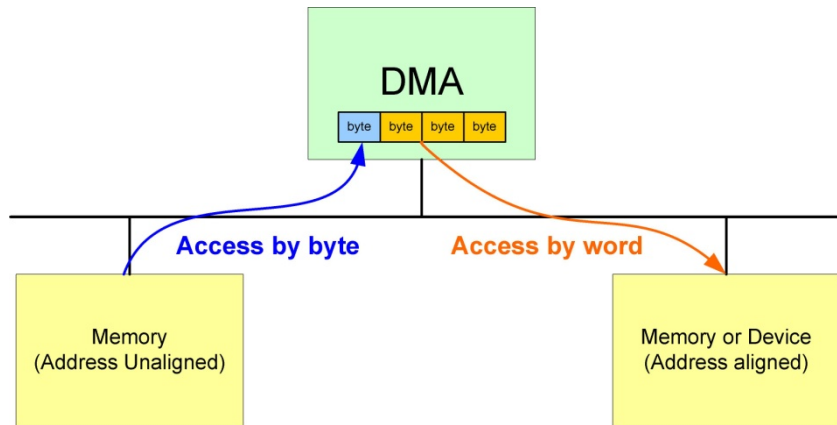 DMA
byte byte byte byte
Access by byte
Access by word
Memory
(Address Unaligned)
Memory or Device
(Address aligned)